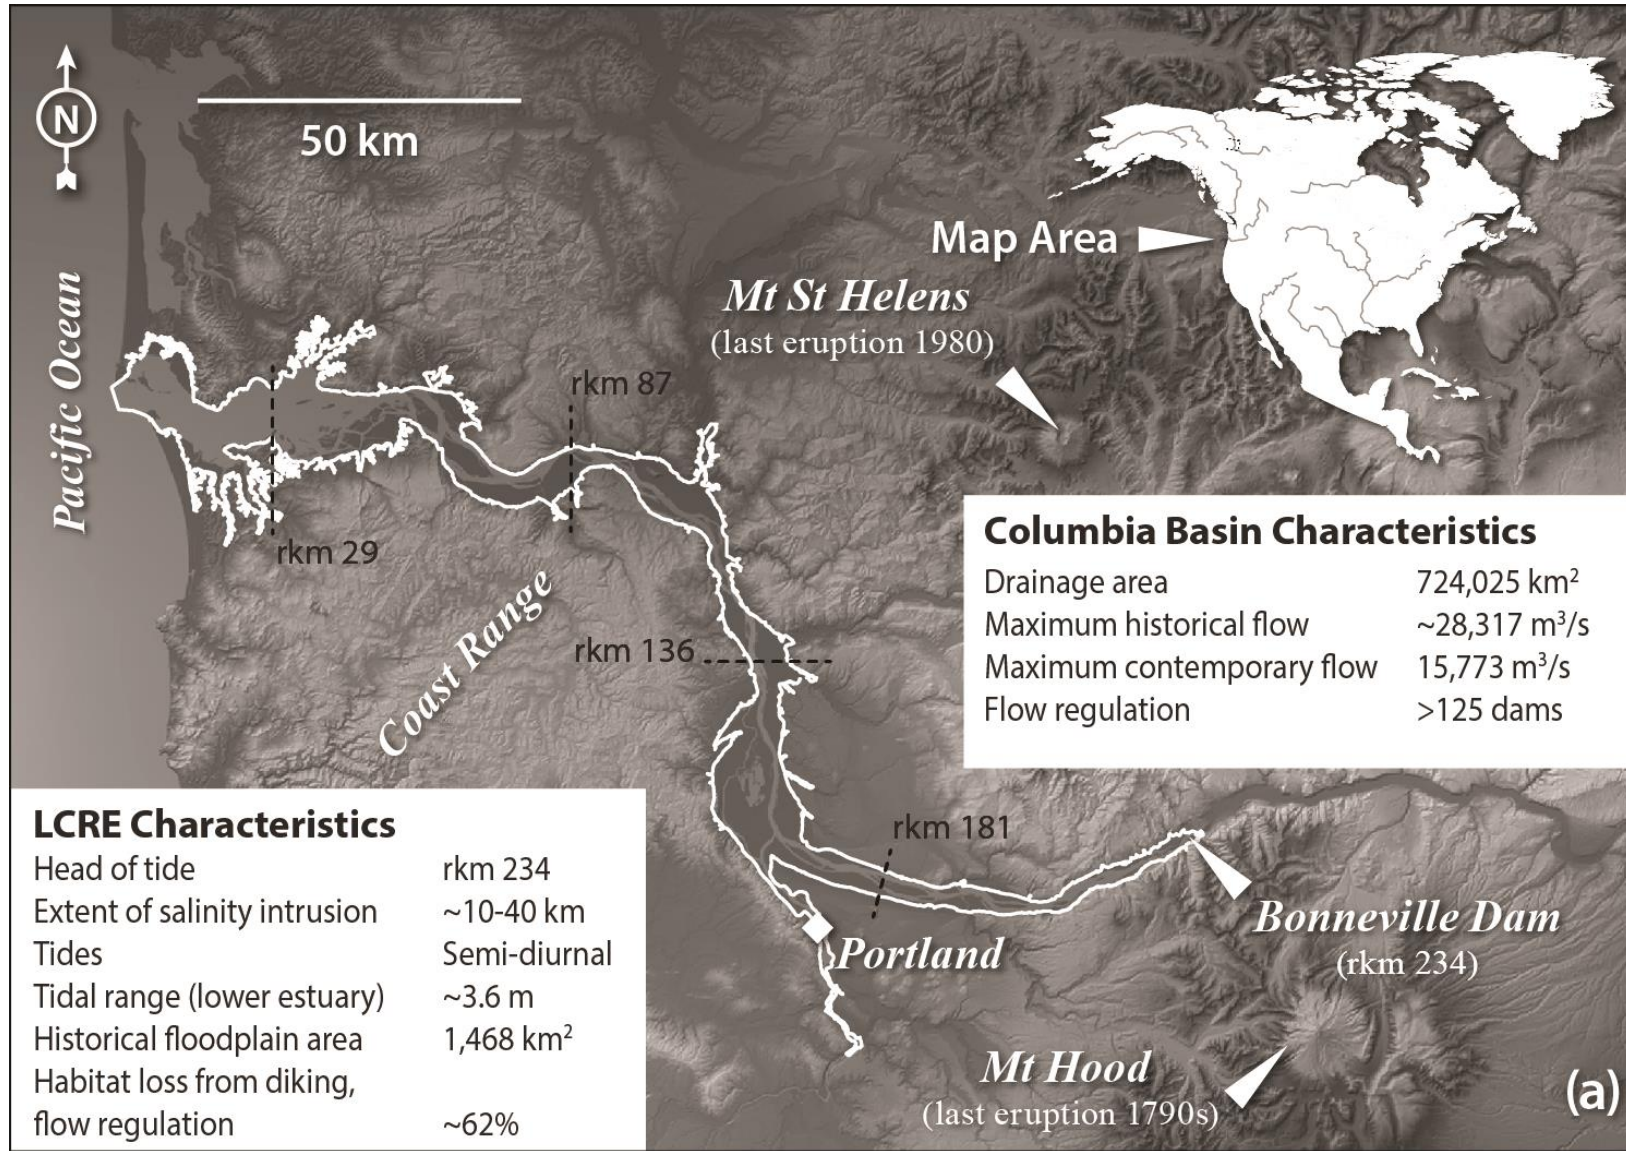 N
50 km
Pacific Ocean
Map Area
Mt St Helens
(last eruption 1980)
rkm 87
rkm 29
Coast Range
rkm 136
Columbia Basin Characteristics
Drainage area 724,025 km²
Maximum historical flow ~28,317 m³/s
Maximum contemporary flow 15,773 m³/s
Flow regulation >125 dams
rkm 181
LCRE Characteristics
Head of tide rkm 234
Extent of salinity intrusion ~10-40 km
Tides Semi-diurnal
Tidal range (lower estuary) ~3.6 m
Historical floodplain area 1,468 km²
Habitat loss from diking,
flow regulation ~62%
Portland
Bonneville Dam
(rkm 234)
Mt Hood
(last eruption 1790s)
(a)